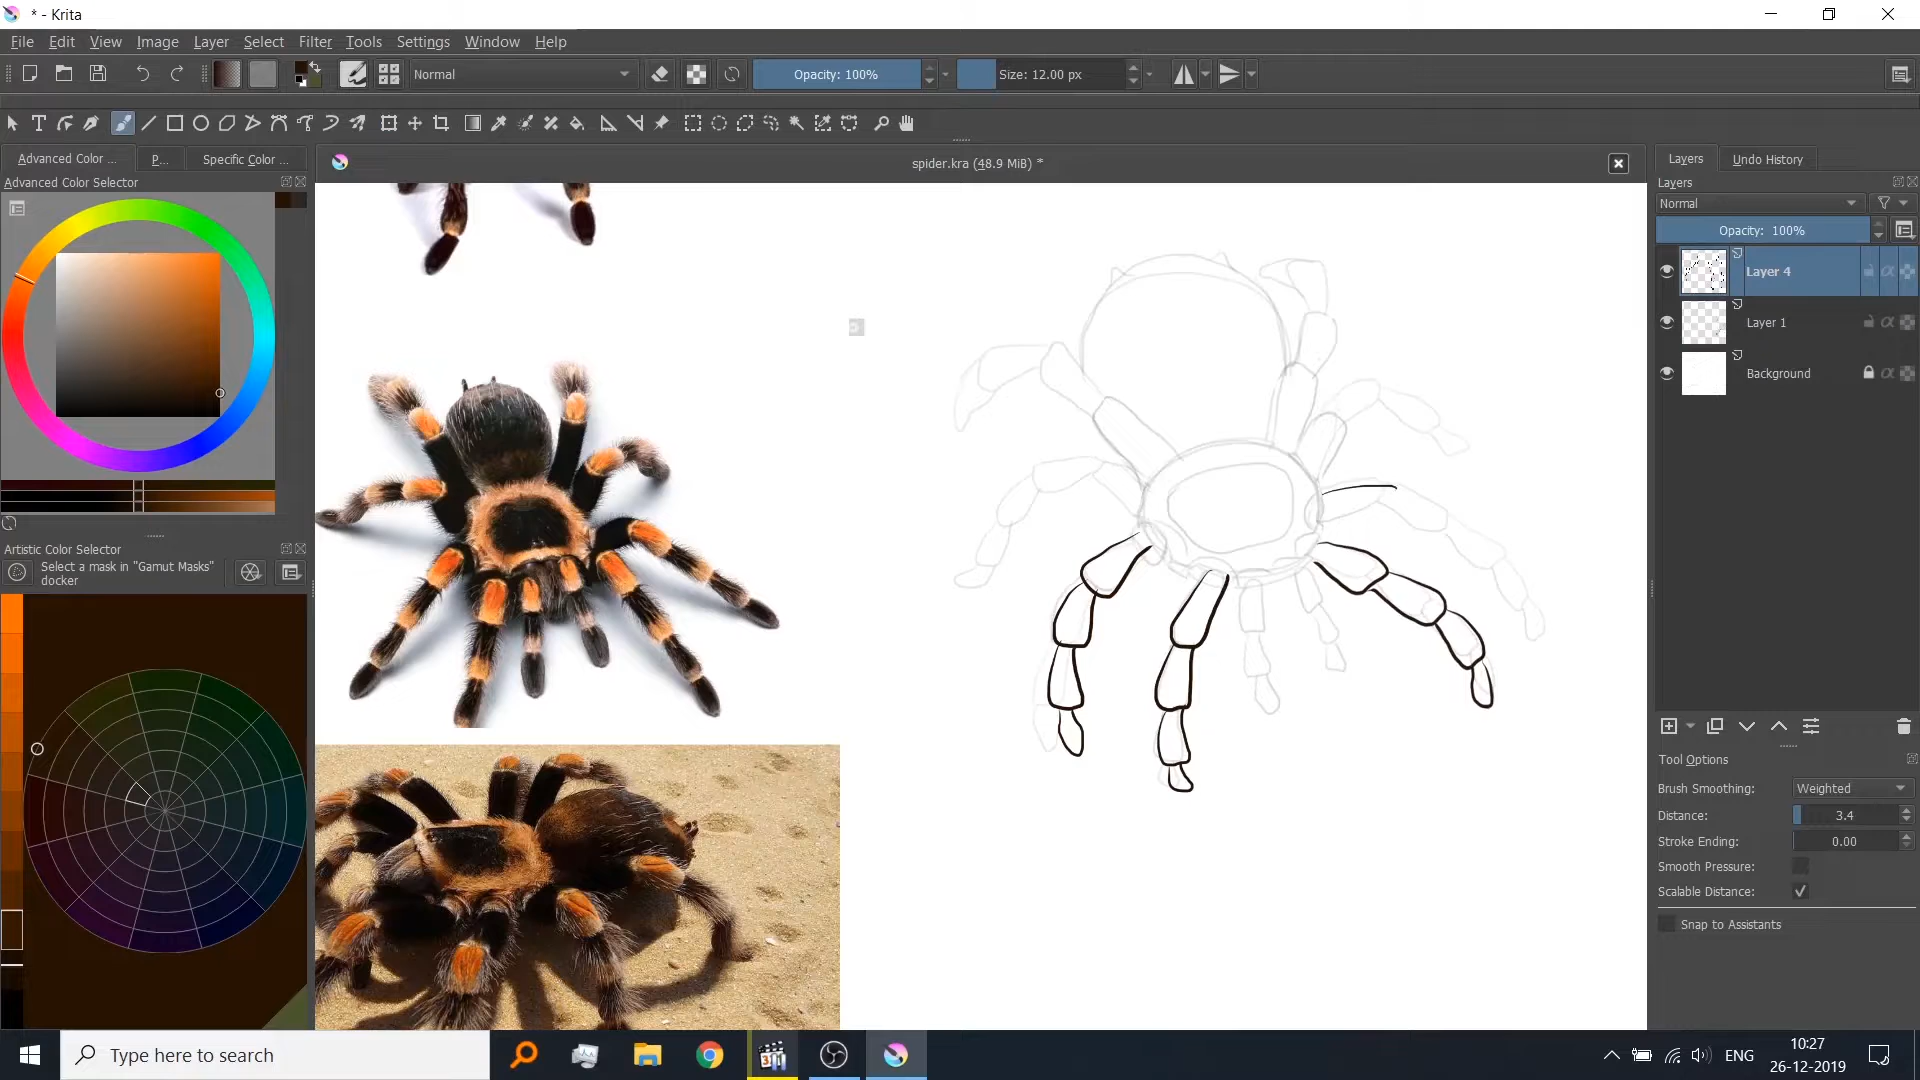 * - Krita
File Edit View Image Layer Select Filter Tools Settings Window Help
Normal Opacity: 100% Size: 12.00 px
Advanced Color ... P... Specific Color ...
spider.kra (48.9 MiB) *
Layers Undo History
Advanced Color Selector
Layers
Normal
Opacity: 100%
Layer 4
Layer 1
Background
Artistic Color Selector
Select a mask in "Gamut Masks"
docker
Tool Options
Brush Smoothing: Weighted
Distance: 3.4
Stroke Ending: 0.00
Smooth Pressure:
Scalable Distance:
Snap to Assistants
Type here to search
ENG
10:27
26-12-2019